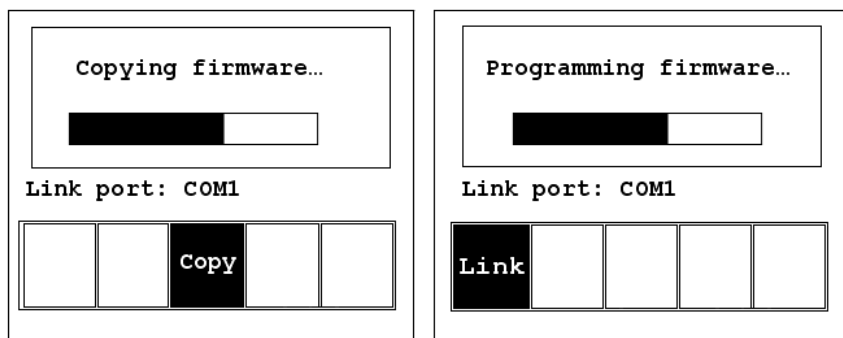 Copying firmware…
Link port: COM1
Copy
Programming firmware…
Link port: COM1
Link